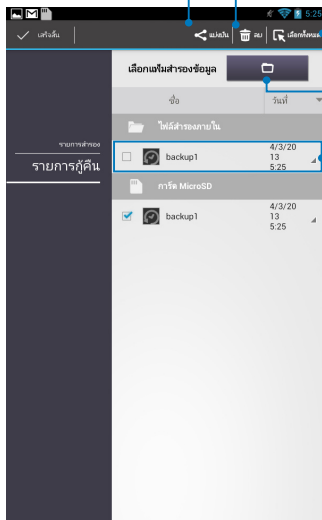 5:25
เสร็จสิ้น แบ่งปัน ลบ เลือกทั้งหมด
เลือกแฟ้มสำรองข้อมูล
ชื่อ วันที่
ไฟล์สำรองภายใน
รายการสำรอง
รายการกู้คืน
backup1 4/3/20
13
5:25
การ์ด MicroSD
backup1 4/3/20
13
5:25